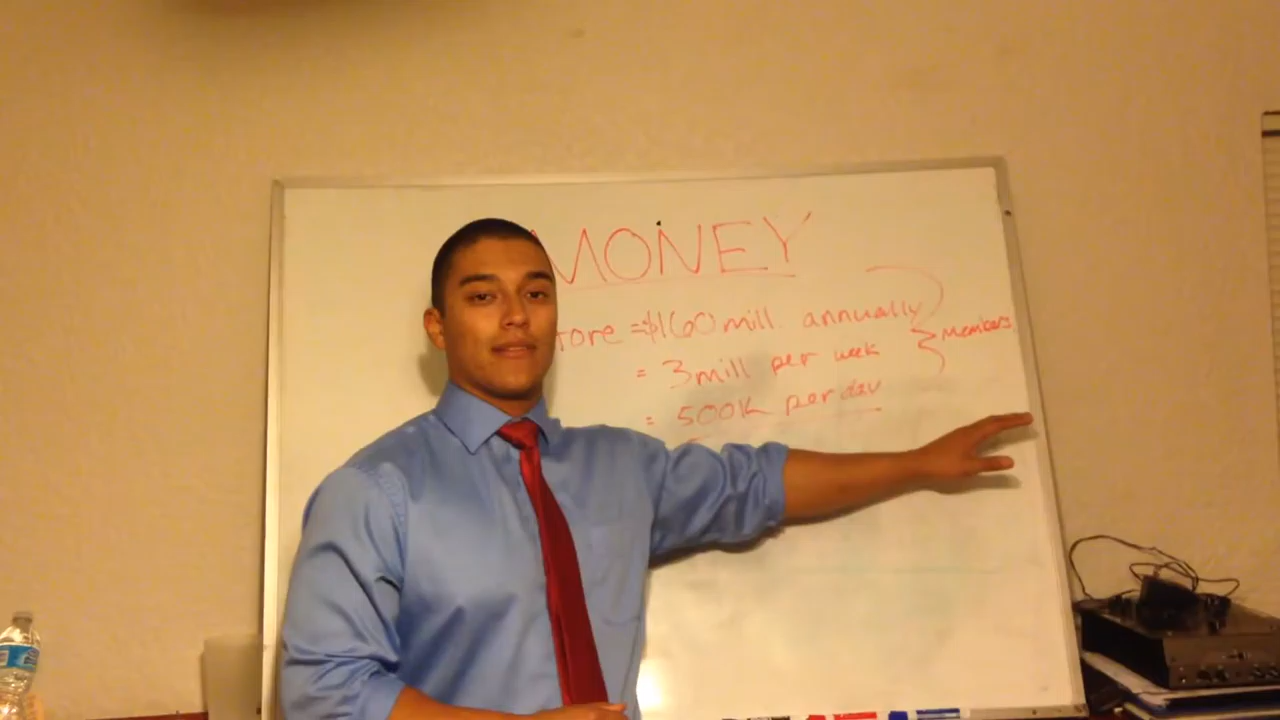 MONEY
tore = $160 mill. annually
= 3mill per week
Members
= 500K per day